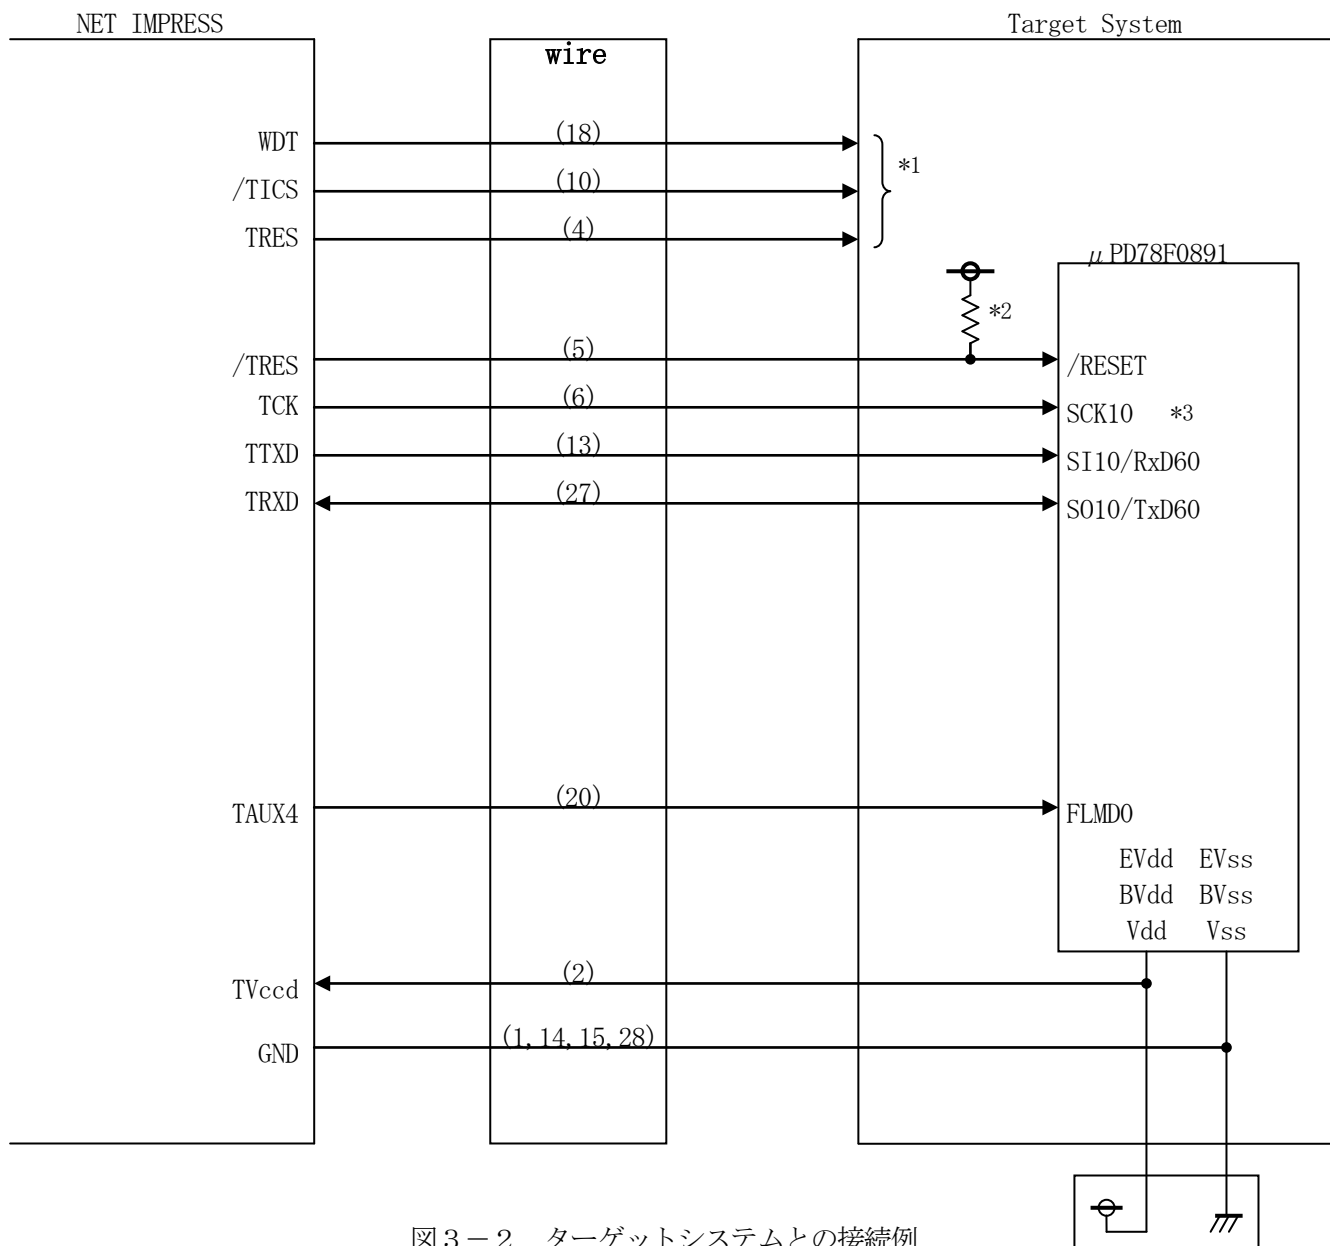 NET IMPRESS
Target System
wire
WDT (18)
*1
/TICS (10)
TRES (4)
μPD78F0891
*2
/TRES (5) /RESET
TCK (6) SCK10 *3
TTXD (13) SI10/RxD60
TRXD (27) SO10/TxD60
TAUX4 (20) FLMD0
EVdd EVss
BVdd BVss
Vdd Vss
TVccd (2)
GND (1,14,15,28)
図3-2 ターゲットシステムとの接続例